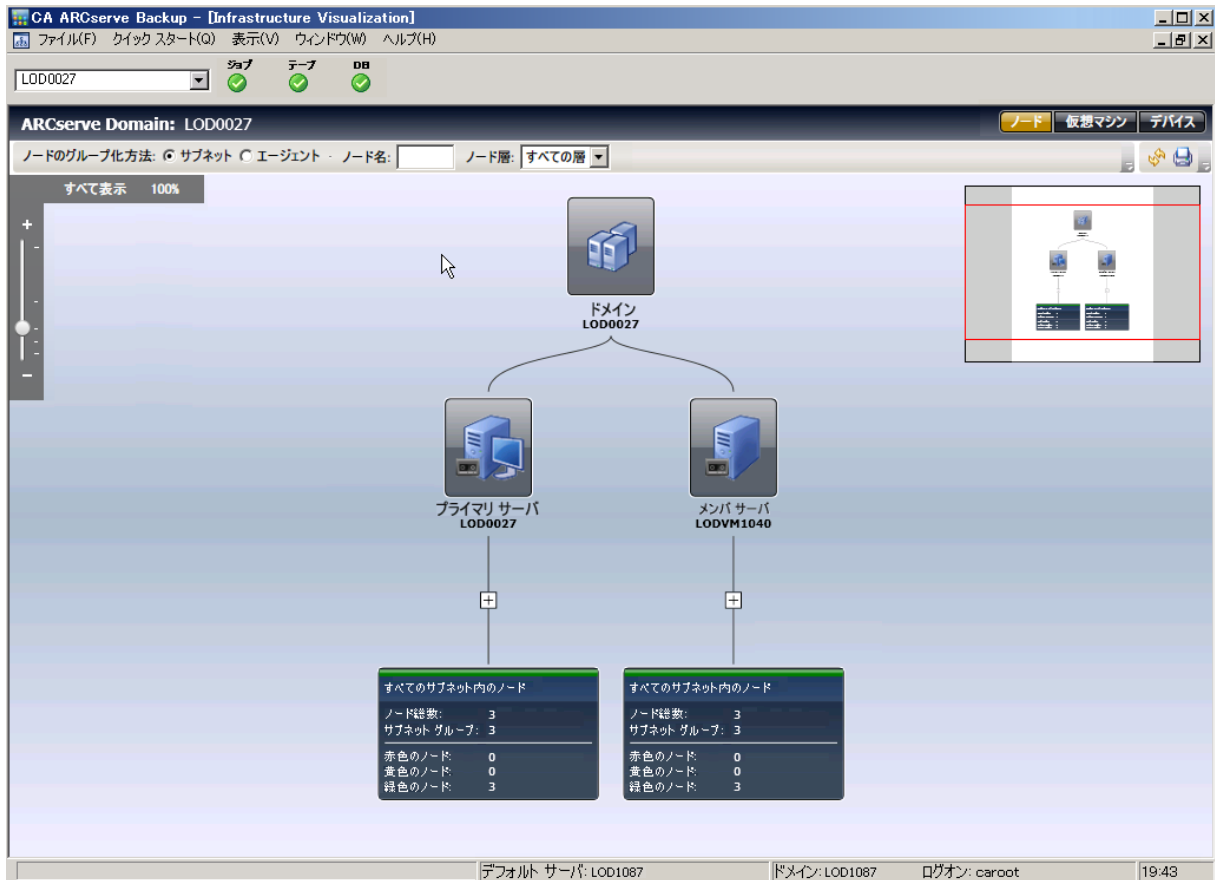 CA ARCserve Backup - [Infrastructure Visualization]
ファイル(F) クイック スタート(Q) 表示(V) ウィンドウ(W) ヘルプ(H)
ジョブ テープ DB
LOD0027
ARCserve Domain: LOD0027 ノード 仮想マシン デバイス
ノードのグループ化方法: サブネット エージェント ノード名: ノード層: すべての層
すべて表示 100%
ドメイン
LOD0027
プライマリ サーバ
LOD0027
メンバ サーバ
LODVM1040
すべてのサブネット内のノード
ノード総数: 3
サブネット グループ: 3
赤色のノード: 0
黄色のノード: 0
緑色のノード: 3
すべてのサブネット内のノード
ノード総数: 3
サブネット グループ: 3
赤色のノード: 0
黄色のノード: 0
緑色のノード: 3
デフォルト サーバ: LOD1087 ドメイン: LOD1087 ログオン: caroot 19:43